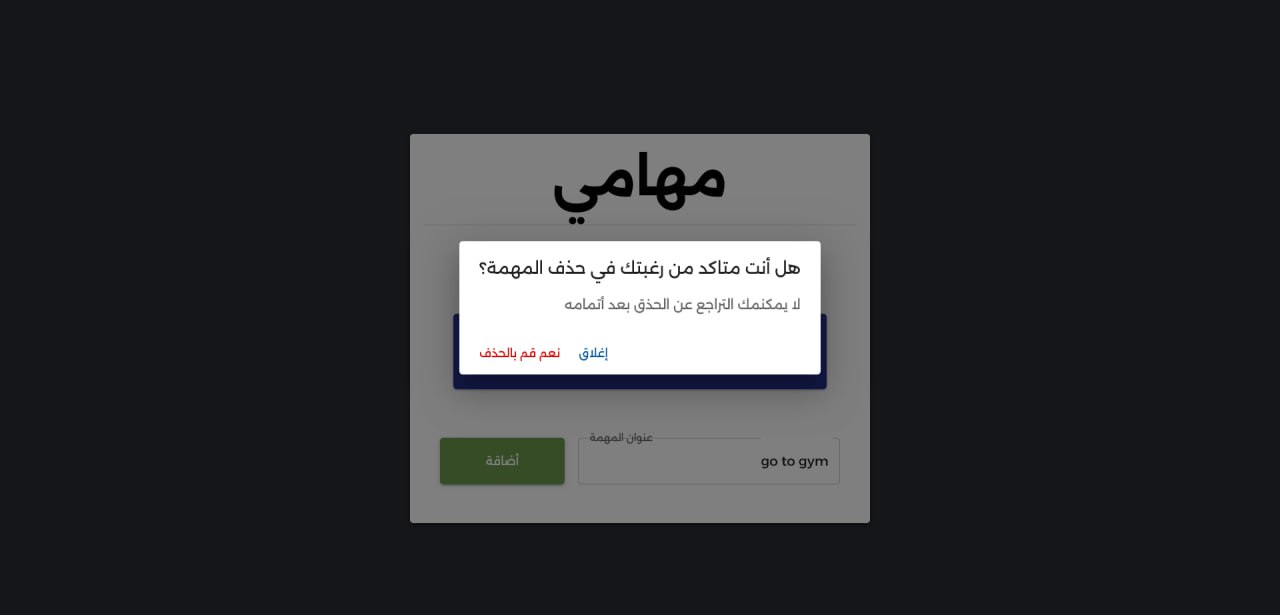 مهامي
هل أنت متاكد من رغبتك في حذف المهمة؟
لا يمكنمك التراجع عن الحذق بعد أتمامه
إغلاق
نعم قم بالحذف
عنوان المهمة
go to gym
أضاقة